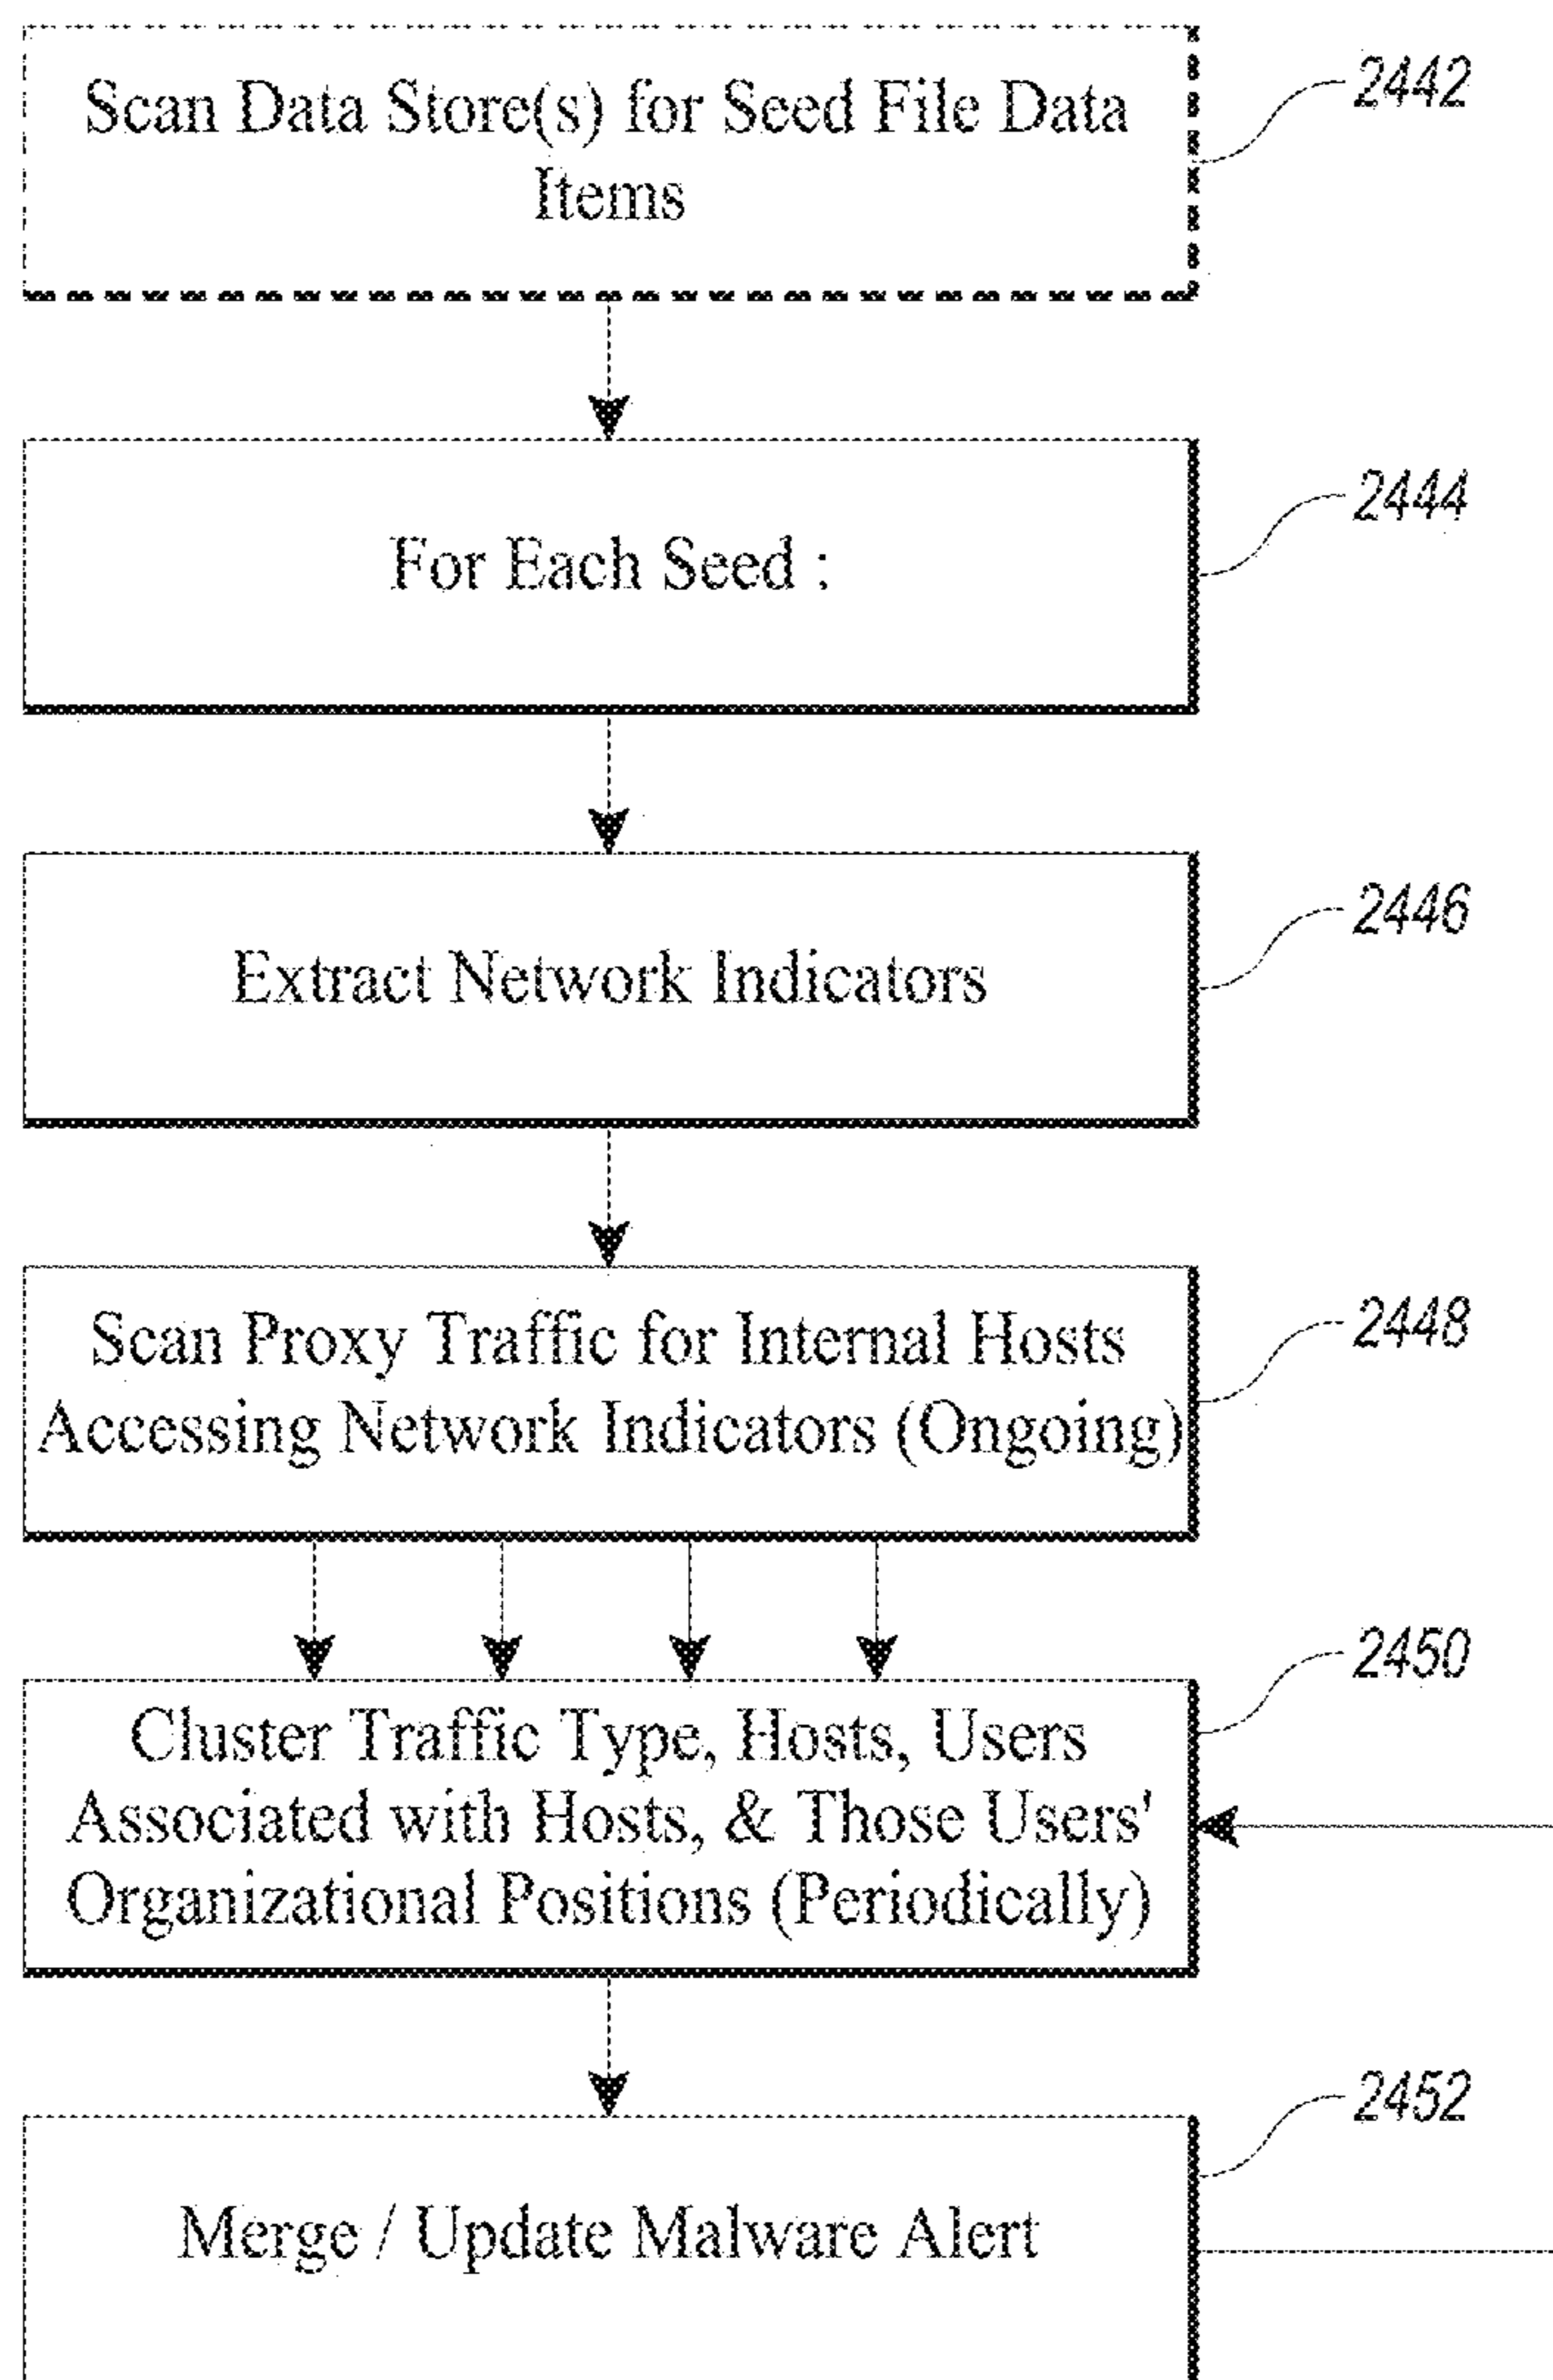 Scan Data Store(s) for Seed File Data
Items
2442
For Each Seed :
2444
Extract Network Indicators
2446
Scan Proxy Traffic for Internal Hosts
Accessing Network Indicators (Ongoing)
2448
Cluster Traffic Type, Hosts, Users
Associated with Hosts, & Those Users'
Organizational Positions (Periodically)
2450
Merge / Update Malware Alert
2452